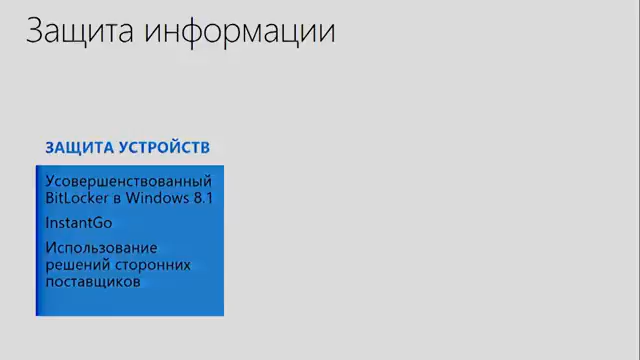 Защита информации
ЗАЩИТА УСТРОЙСТВ
Усовершенствованный
BitLocker в Windows 8.1
InstantGo
Использование
решений сторонних
поставщиков